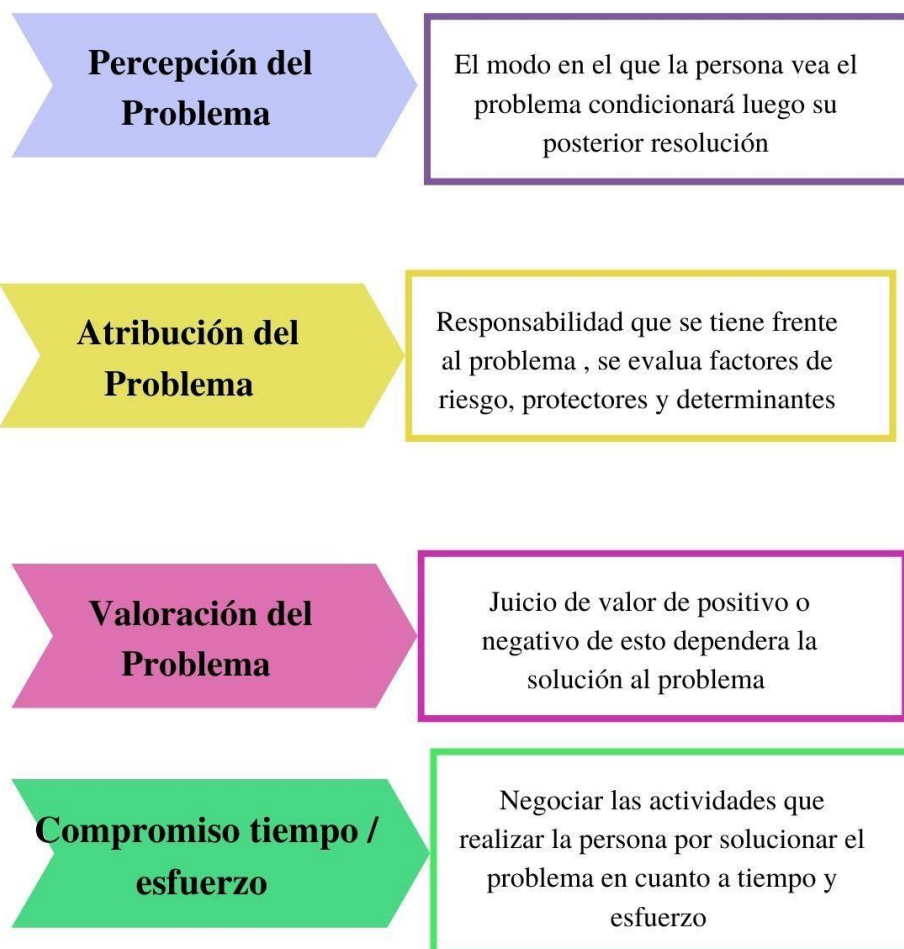 Percepción del
Problema
El modo en el que la persona vea el
problema condicionará luego su
posterior resolución
Atribución del
Problema
Responsabilidad que se tiene frente
al problema , se evalua factores de
riesgo, protectores y determinantes
Valoración del
Problema
Juicio de valor de positivo o
negativo de esto dependera la
solución al problema
Compromiso tiempo /
esfuerzo
Negociar las actividades que
realizar la persona por solucionar el
problema en cuanto a tiempo y
esfuerzo